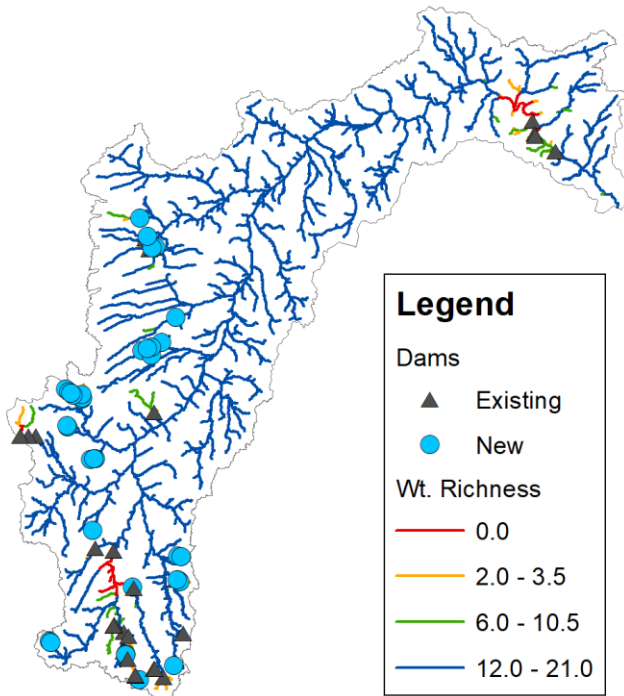 Legend
Dams
Existing
New
Wt. Richness
0.0
2.0 - 3.5
6.0 - 10.5
12.0 - 21.0